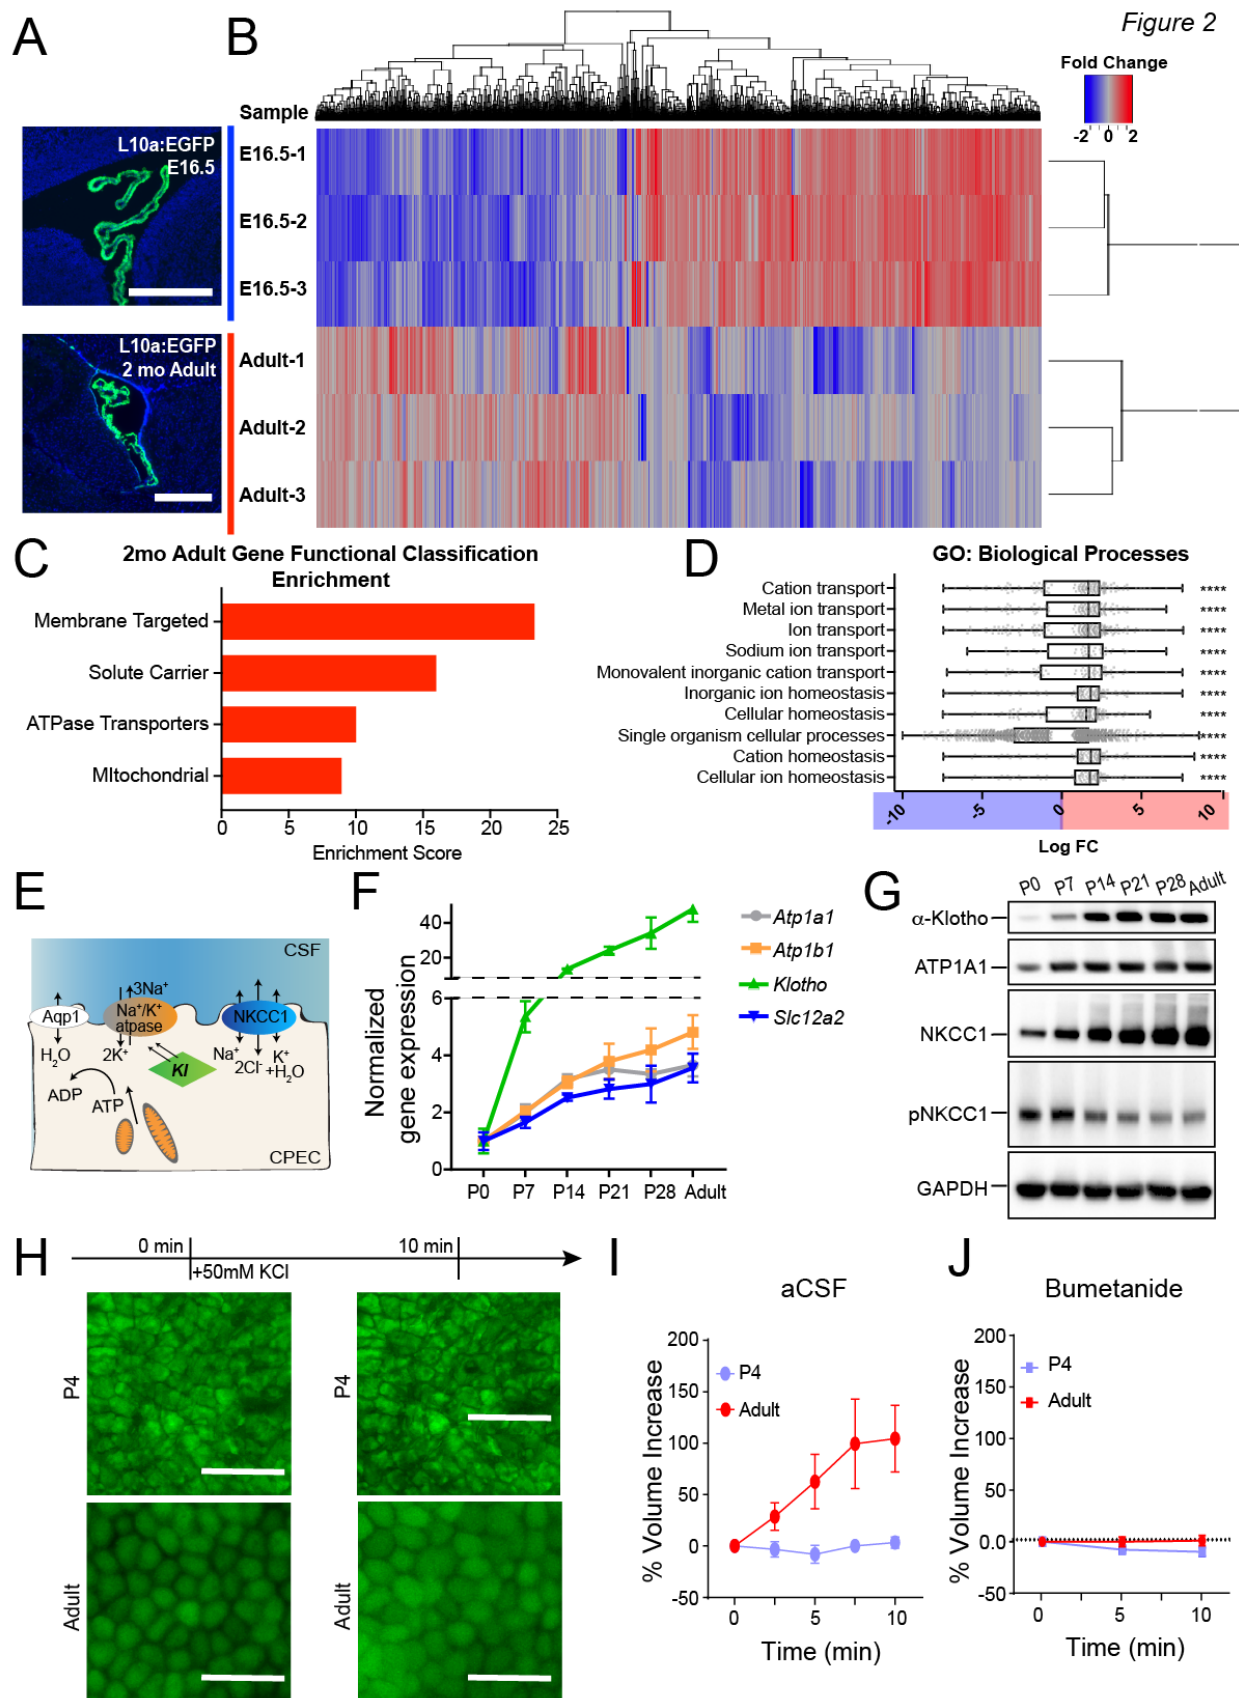 Figure 2
A
B
Fold Change
-2 0 2
Sample
L10a:EGFP
E16.5
E16.5-1
E16.5-2
E16.5-3
L10a:EGFP
2 mo Adult
Adult-1
Adult-2
Adult-3
C
2mo Adult Gene Functional Classification
Enrichment
Membrane Targeted
Solute Carrier
ATPase Transporters
MItochondrial
0 5 10 15 20 25
Enrichment Score
D
GO: Biological Processes
Cation transport ****
Metal ion transport ****
Ion transport ****
Sodium ion transport ****
Monovalent inorganic cation transport ****
Inorganic ion homeostasis ****
Cellular homeostasis ****
Single organism cellular processes ****
Cation homeostasis ****
Cellular ion homeostasis ****
-10 -5 0 5 10
Log FC
E
CSF
Aqp1
3Na⁺
Na⁺/K⁺
atpase
NKCC1
H₂O
2K⁺
Kl
Na⁺
2Cl⁻
K⁺
+H₂O
ADP
ATP
CPEC
F
Normalized
gene expression
40
20
6
4
2
0
P0 P7 P14 P21 P28 Adult
Atp1a1
Atp1b1
Klotho
Slc12a2
G
P0 P7 P14 P21 P28 Adult
α-Klotho
ATP1A1
NKCC1
pNKCC1
GAPDH
H
0 min
10 min
+50mM KCl
P4
P4
Adult
Adult
I
aCSF
% Volume Increase
200
150
100
50
0
-50
P4
Adult
0 5 10
Time (min)
J
Bumetanide
% Volume Increase
200
150
100
50
0.0
-50
P4
Adult
0 5 10
Time (min)